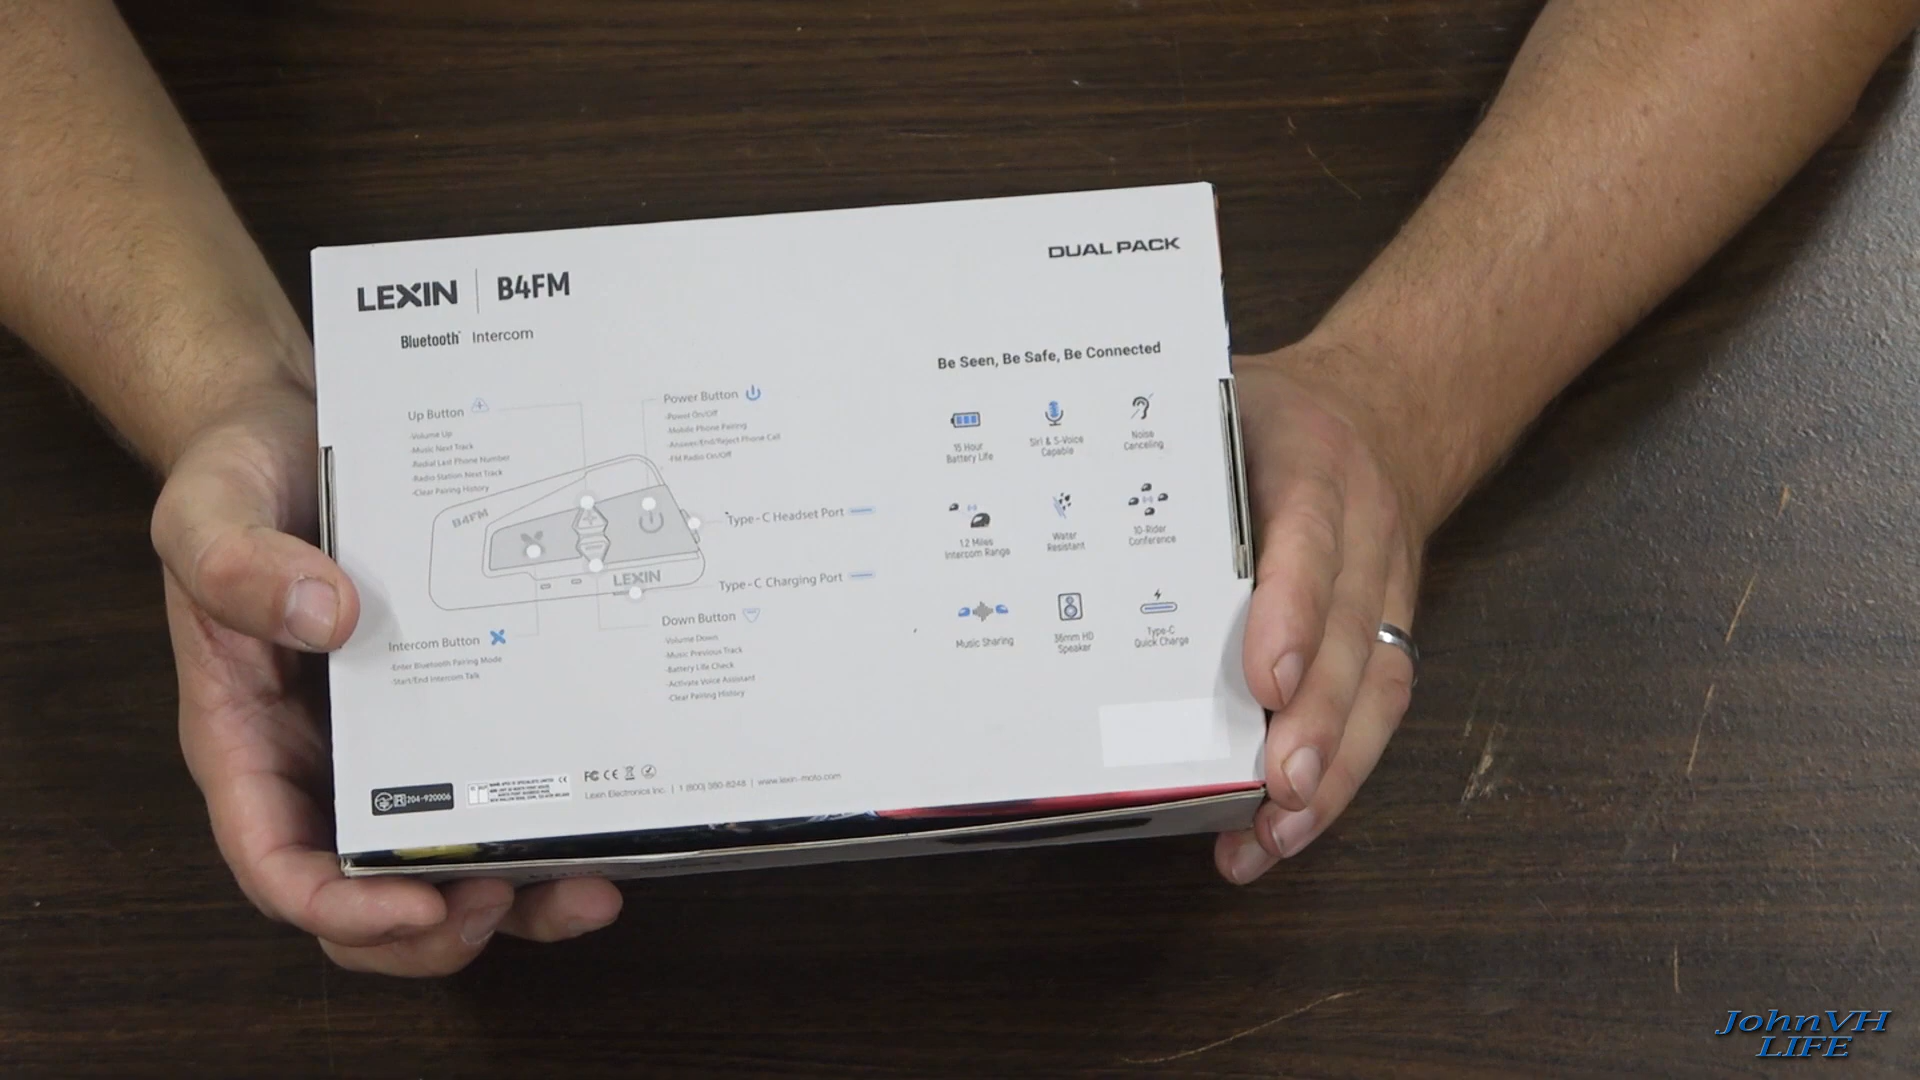 DUAL PACK
LEXIN B4FM
Bluetooth Intercom
Be Seen, Be Safe, Be Connected
Up Button
-Volume Up
-Music Next Track
-Redial Last Phone Number
-Radio Station Next Track
-Clear Pairing History
Power Button
-Power On/Off
-Mobile Phone Pairing
-Answer/End/Reject Phone Call
-FM Radio On/Off
B4FM
LEXIN
Type-C Headset Port
Type-C Charging Port
Intercom Button
-Enter Bluetooth Pairing Mode
-Start/End Intercom Talk
Down Button
-Volume Down
-Music Previous Track
-Battery Life Check
-Activate Voice Assistant
-Clear Pairing History
15 Hour
Battery Life
Siri & S-Voice
Capable
Noise
Canceling
1.2 Miles
Intercom Range
Water
Resistant
10-Rider
Conference
Music Sharing
36mm HD
Speaker
Type-C
Quick Charge
R 204-920006
FC CE
Lexin Electronics Inc. | 1 (800) 380-8248 | www.lexin-moto.com
JohnVH
LIFE